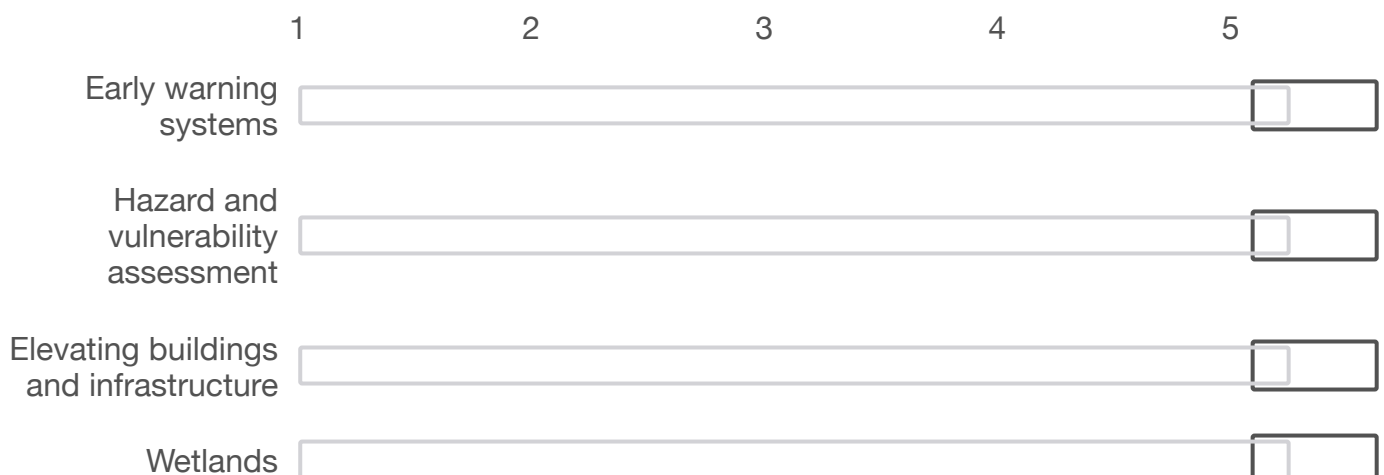 1 2 3 4 5
Early warning
systems
Hazard and
vulnerability
assessment
Elevating buildings
and infrastructure
Wetlands